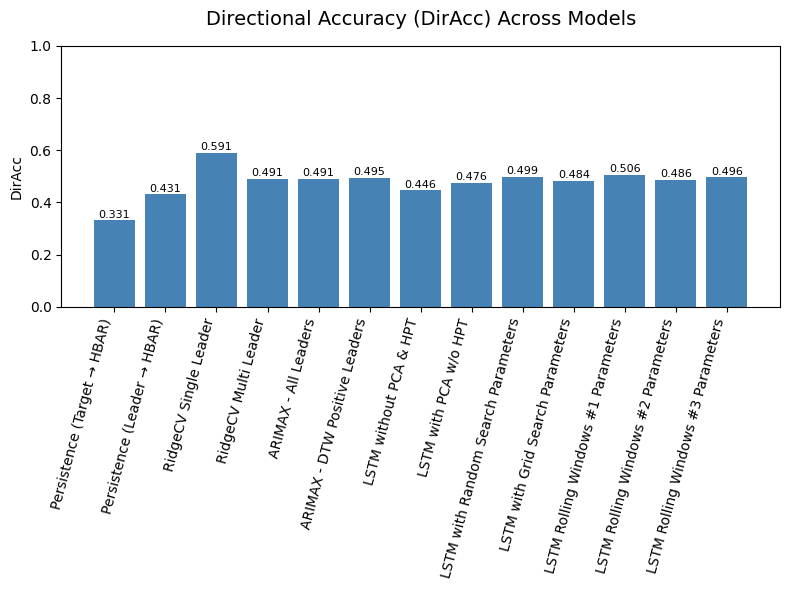 Directional Accuracy (DirAcc) Across Models
DirAcc
1.0
0.8
0.6
0.4
0.2
0.0
0.331
0.431
0.591
0.491
0.491
0.495
0.446
0.476
0.499
0.484
0.506
0.486
0.496
Persistence (Target → HBAR)
Persistence (Leader → HBAR)
RidgeCV Single Leader
RidgeCV Multi Leader
ARIMAX - All Leaders
ARIMAX - DTW Positive Leaders
LSTM without PCA & HPT
LSTM with PCA w/o HPT
LSTM with Random Search Parameters
LSTM with Grid Search Parameters
LSTM Rolling Windows #1 Parameters
LSTM Rolling Windows #2 Parameters
LSTM Rolling Windows #3 Parameters